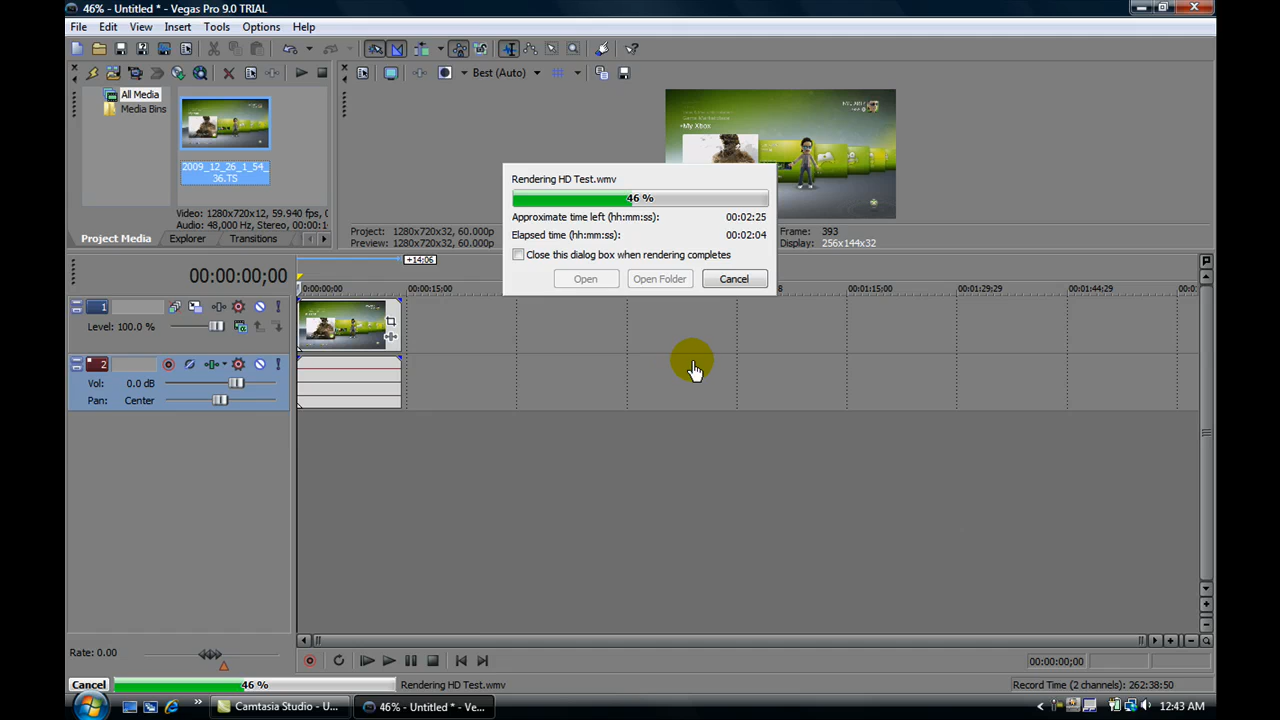 46% - Untitled * - Vegas Pro 9.0 TRIAL
File Edit View Insert Tools Options Help
Best (Auto)
All Media
Media Bins
2009_12_26_1_54_
36.TS
Video: 1280x720x12, 59.940 fps,
Audio: 48,000 Hz, Stereo, 00:00:1
Project Media Explorer Transitions
My Xbox
Project: 1280x720x32, 60.000p
Preview: 1280x720x32, 60.000p
Frame: 393
Display: 256x144x32
Rendering HD Test.wmv
46 %
Approximate time left (hh:mm:ss): 00:02:25
Elapsed time (hh:mm:ss): 00:02:04
Close this dialog box when rendering completes
Open Open Folder Cancel
+14:06
00:00:00;00
0:00:00:00 00:00:15:00 00:01:15:00 00:01:29:29 00:01:44:29 00:0
1
Level: 100.0 %
2
Vol: 0.0 dB
Pan: Center
Rate: 0.00
00:00:00;00
Cancel 46 % Rendering HD Test.wmv Record Time (2 channels): 262:38:50
Camtasia Studio - U... 46% - Untitled * - Ve... 12:43 AM